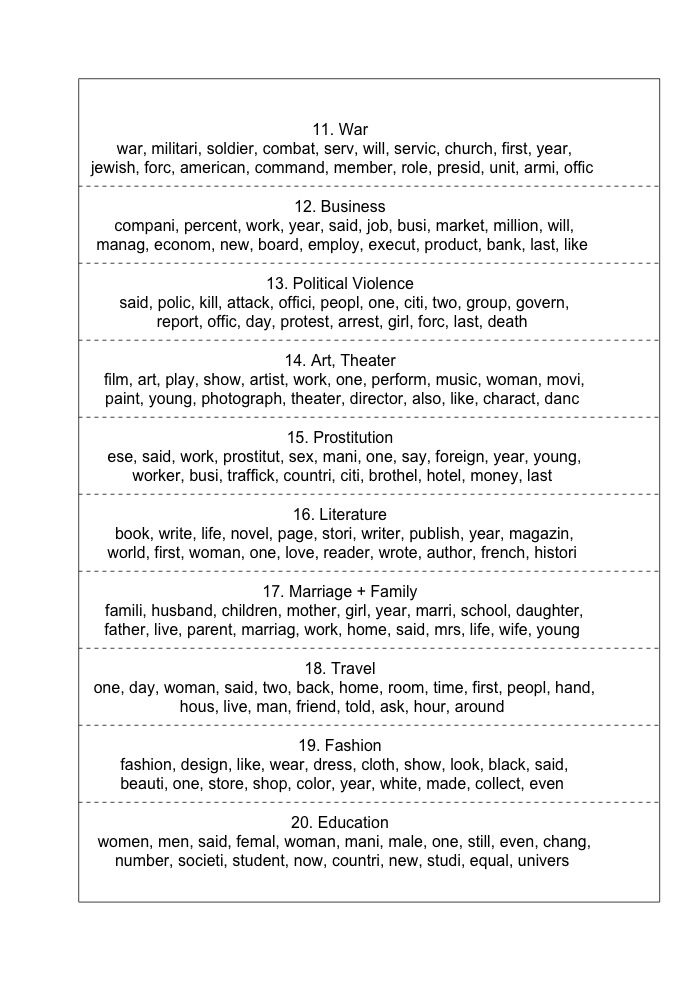 11. War
war, militari, soldier, combat, serv, will, servic, church, first, year,
jewish, forc, american, command, member, role, presid, unit, armi, offic
12. Business
compani, percent, work, year, said, job, busi, market, million, will,
manag, econom, new, board, employ, execut, product, bank, last, like
13. Political Violence
said, polic, kill, attack, offici, peopl, one, citi, two, group, govern,
report, offic, day, protest, arrest, girl, forc, last, death
14. Art, Theater
film, art, play, show, artist, work, one, perform, music, woman, movi,
paint, young, photograph, theater, director, also, like, charact, danc
15. Prostitution
ese, said, work, prostitut, sex, mani, one, say, foreign, year, young,
worker, busi, traffick, countri, citi, brothel, hotel, money, last
16. Literature
book, write, life, novel, page, stori, writer, publish, year, magazin,
world, first, woman, one, love, reader, wrote, author, french, histori
17. Marriage + Family
famili, husband, children, mother, girl, year, marri, school, daughter,
father, live, parent, marriag, work, home, said, mrs, life, wife, young
18. Travel
one, day, woman, said, two, back, home, room, time, first, peopl, hand,
hous, live, man, friend, told, ask, hour, around
19. Fashion
fashion, design, like, wear, dress, cloth, show, look, black, said,
beauti, one, store, shop, color, year, white, made, collect, even
20. Education
women, men, said, femal, woman, mani, male, one, still, even, chang,
number, societi, student, now, countri, new, studi, equal, univers